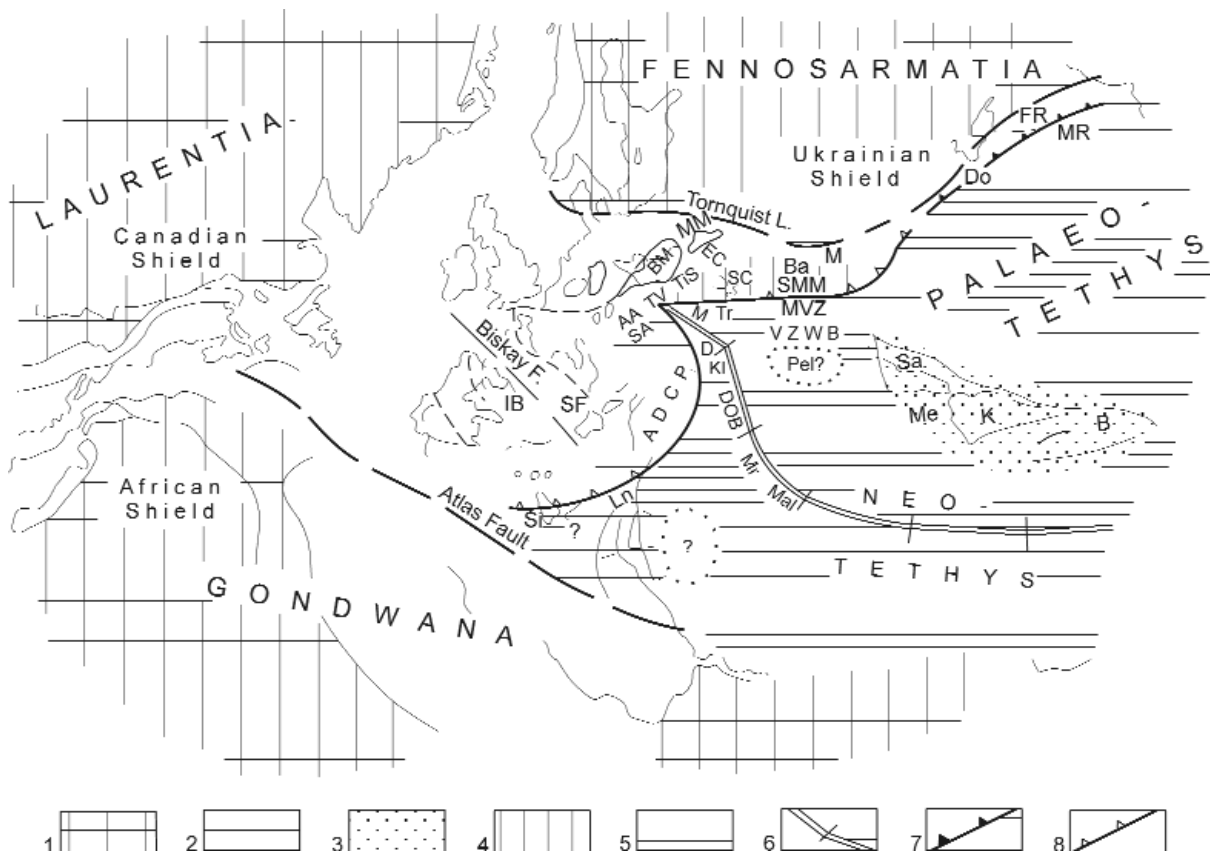 FENNOSARMATIA
LAURENTIA
FR
MR
Ukrainian
Shield
Do
Tornquist L.
MM
PALAEO-
TETHYS
Canadian
Shield
EC
BM
M
Ba
TIS
SC
SMM
TV
MVZ
AA
M Tr
SA
VZWB
Biskay F.
D
Pel?
Sa
Kl
IB
SF
ADCP
DOB
Me
K
B
African
Shield
Mr
Mal
NEO-
Ln
Atlas Fault
SI
?
?
TETHYS
GONDWANA
1 2 3 4 5 6 7 8